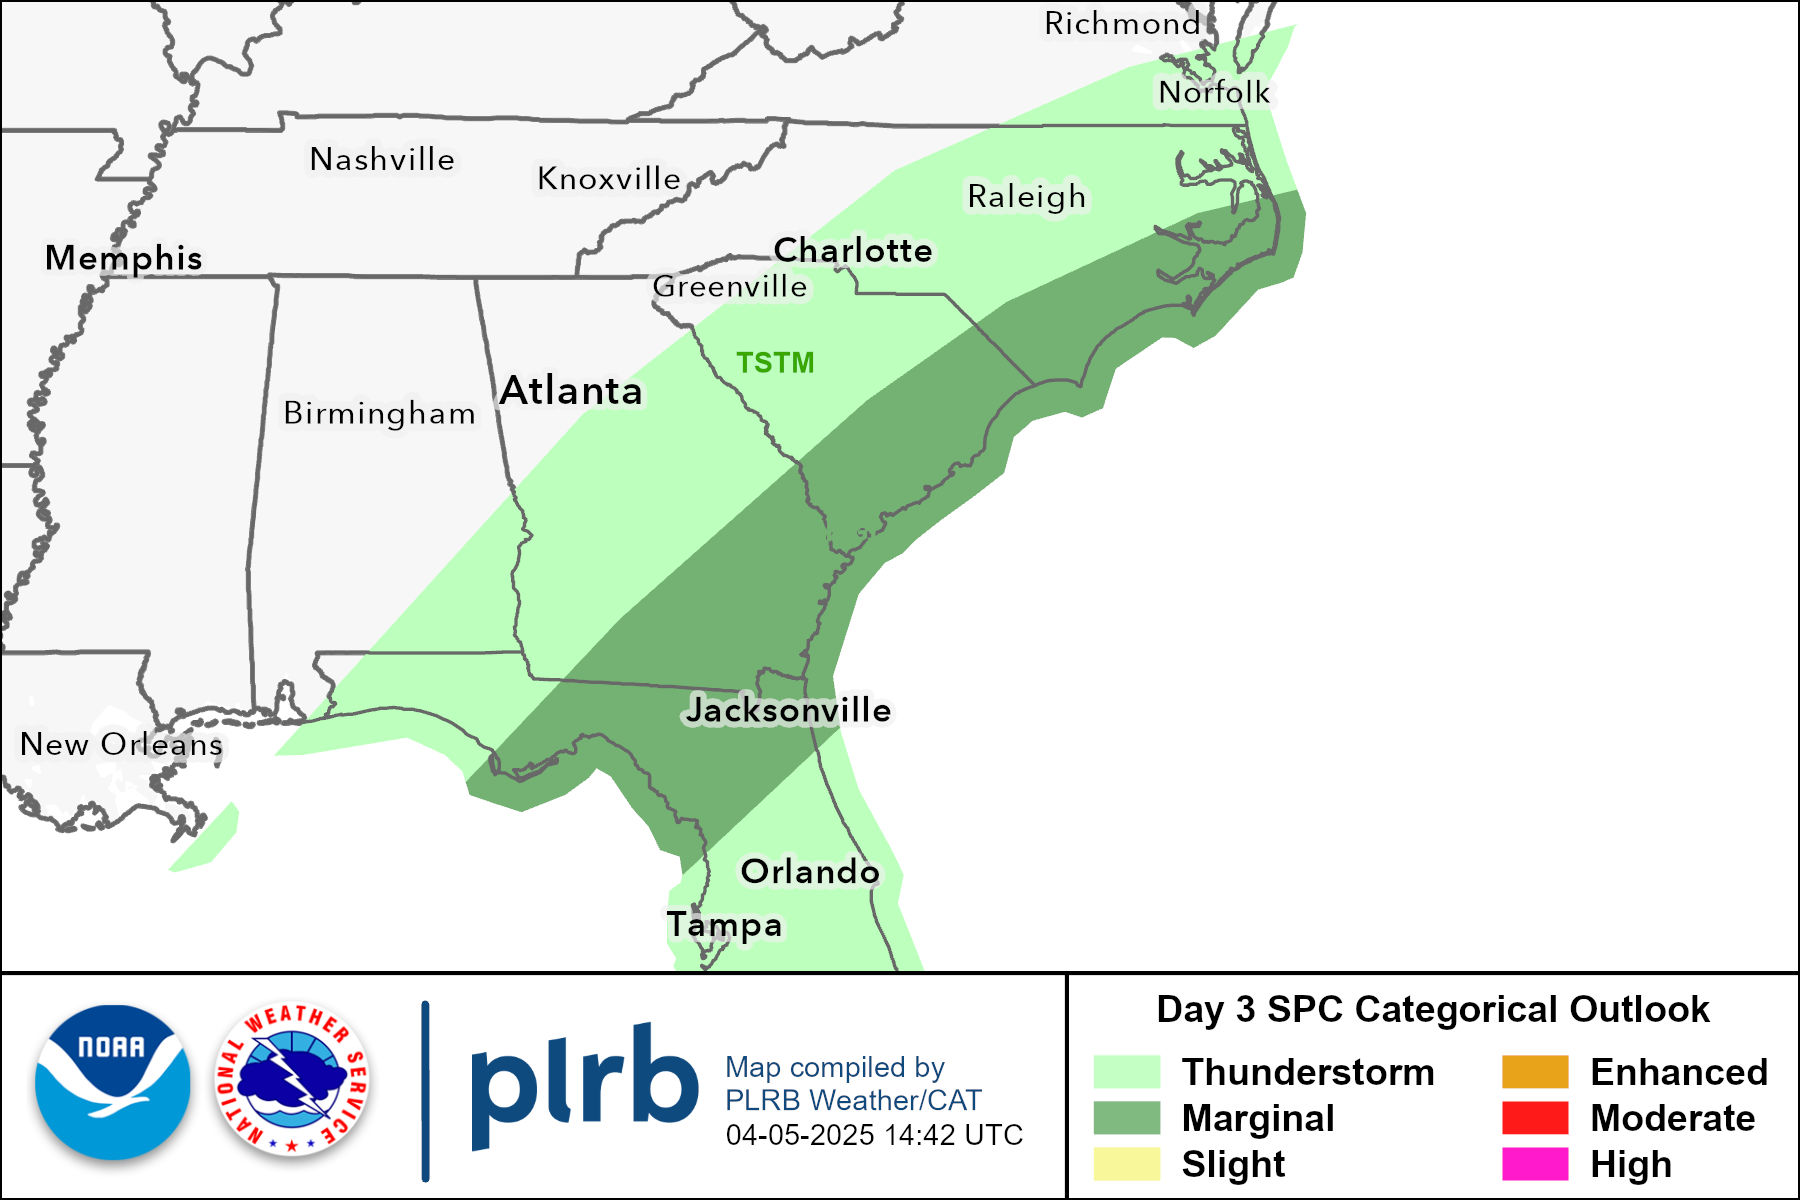 Richmond
Norfolk
Nashville
Knoxville
Raleigh
Memphis
Charlotte
Greenville
TSTM
Atlanta
Birmingham
Jacksonville
New Orleans
Orlando
Tampa
NOAA
NATIONAL WEATHER SERVICE
plrb
Map compiled by
PLRB Weather/CAT
04-05-2025 14:42 UTC
Day 3 SPC Categorical Outlook
Thunderstorm
Marginal
Slight
Enhanced
Moderate
High